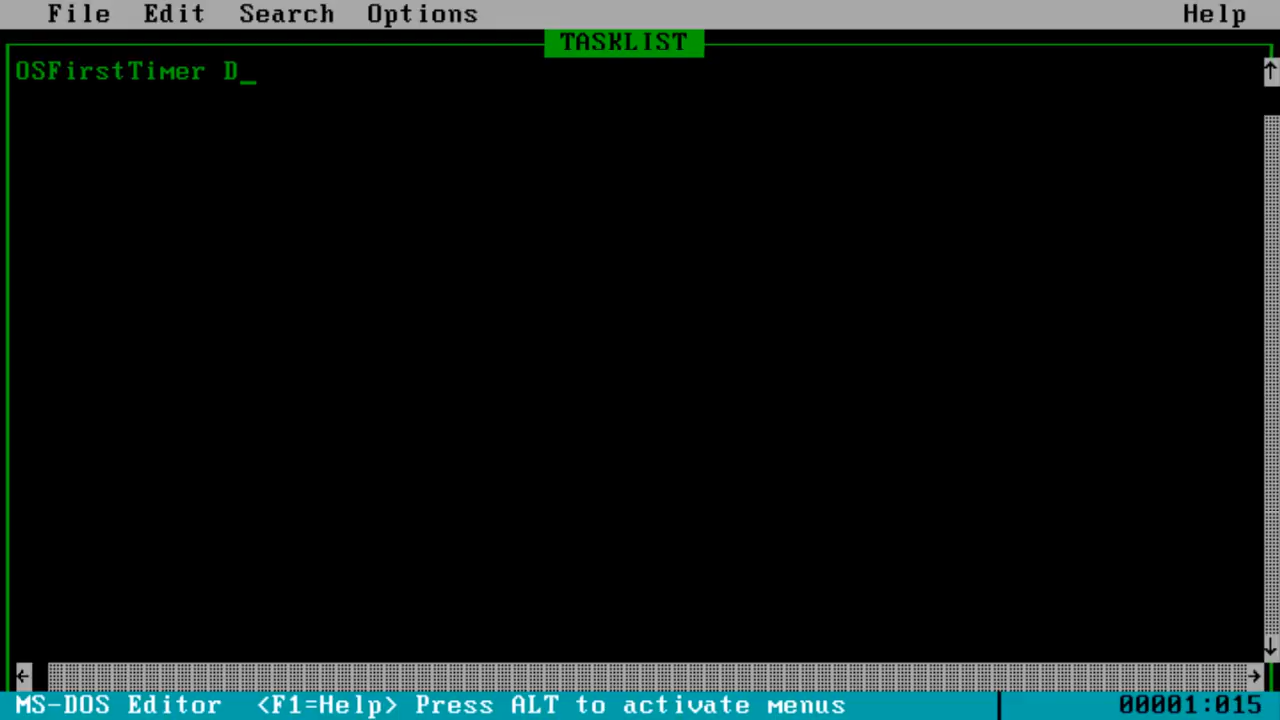 File Edit Search Options Help
TASKLIST
OSFirstTimer D_
MS-DOS Editor <F1=Help> Press ALT to activate menus 00001:015